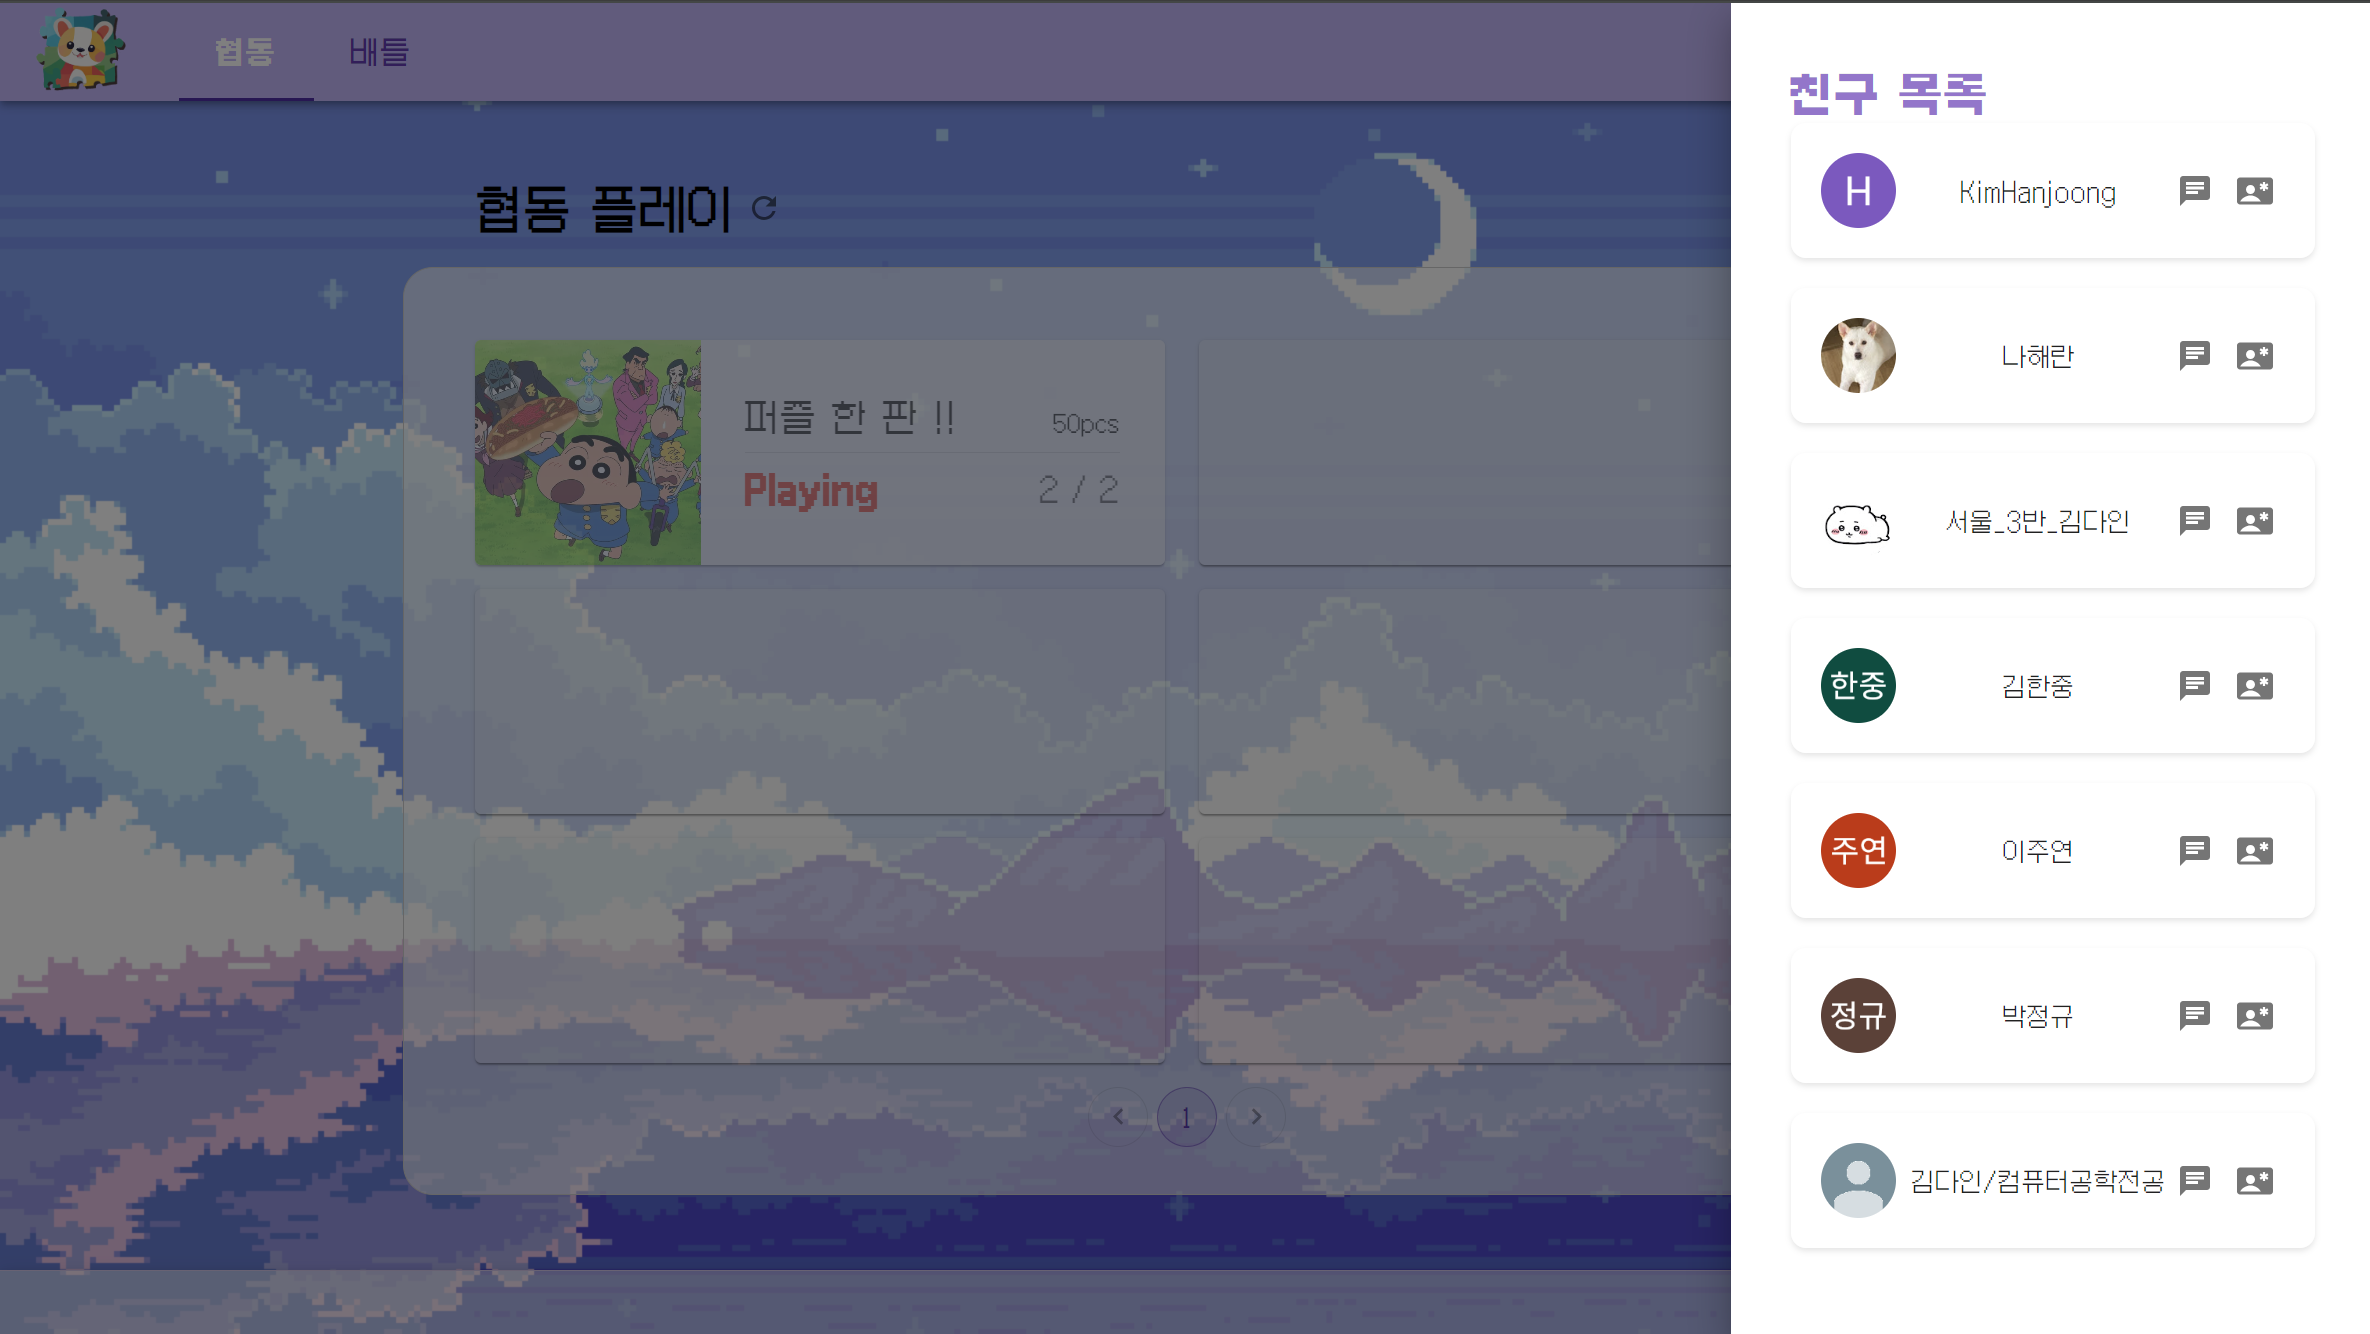 협동 배틀
협동 플레이
퍼즐 한 판 !! 50pcs
Playing 2 / 2
1
친구 목록
H KimHanjoong
나해란
서울_3반_김다인
한중 김한중
주연 이주연
정규 박정규
김다인/컴퓨터공학전공